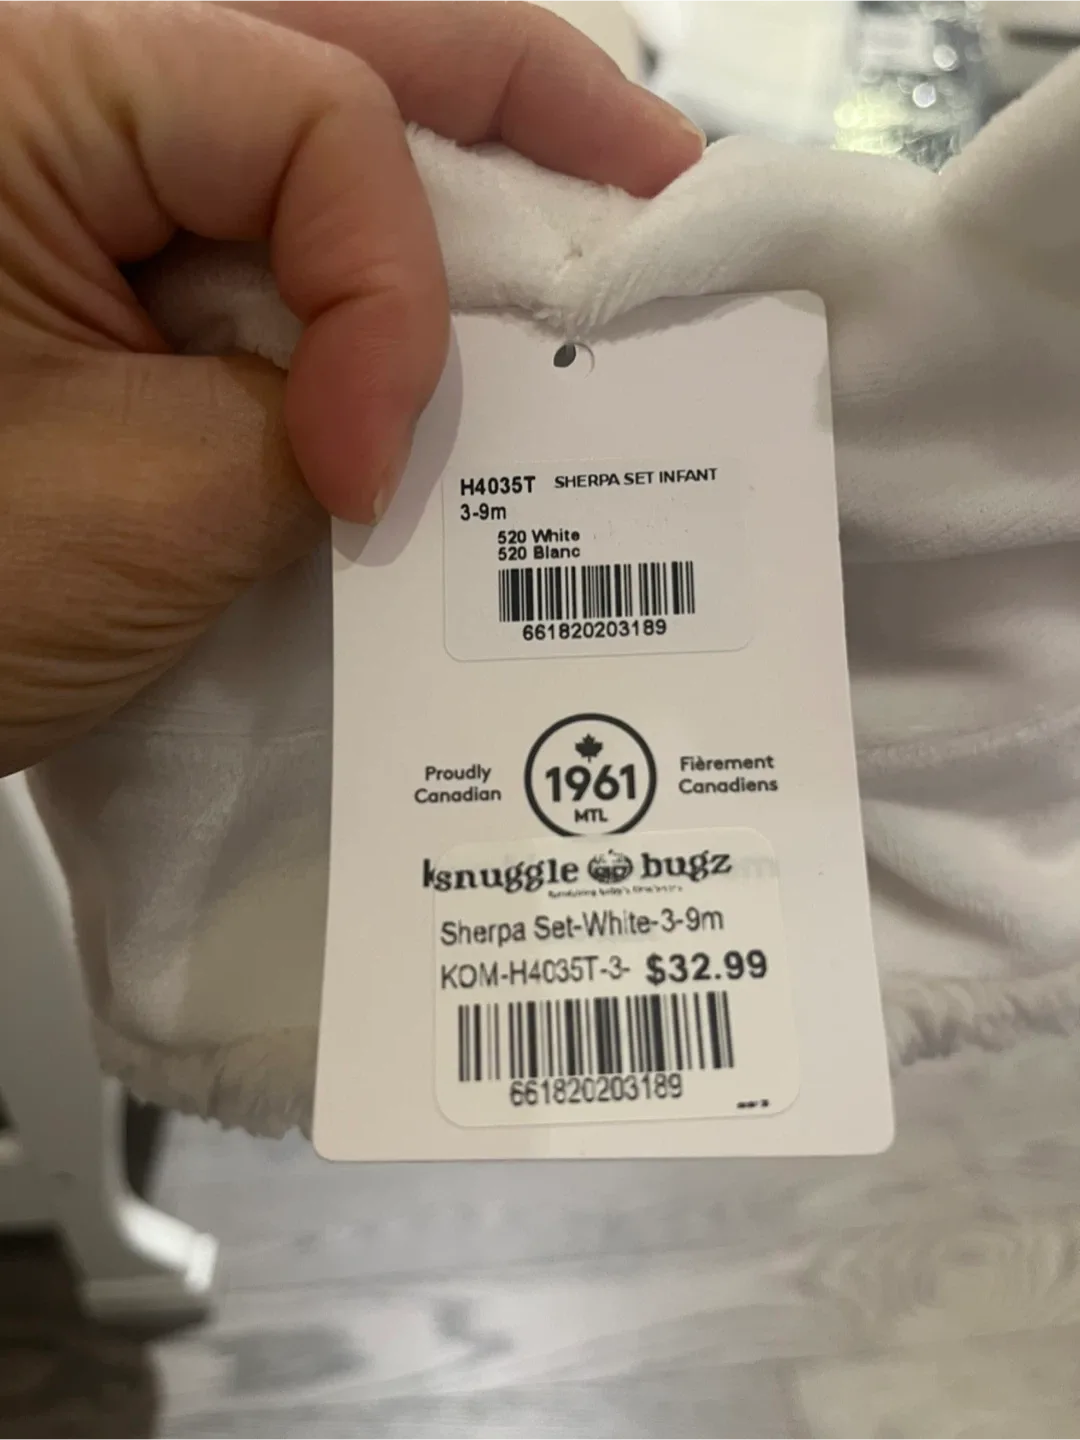 H4035T SHERPA SET INFANT
3-9m
520 White
520 Blanc
661820203189
Proudly
Canadian
1961
MTL
Fièrement
Canadiens
snuggle bugz
Sherpa Set-White-3-9m
KOM-H4035T-3- $32.99
661820203189